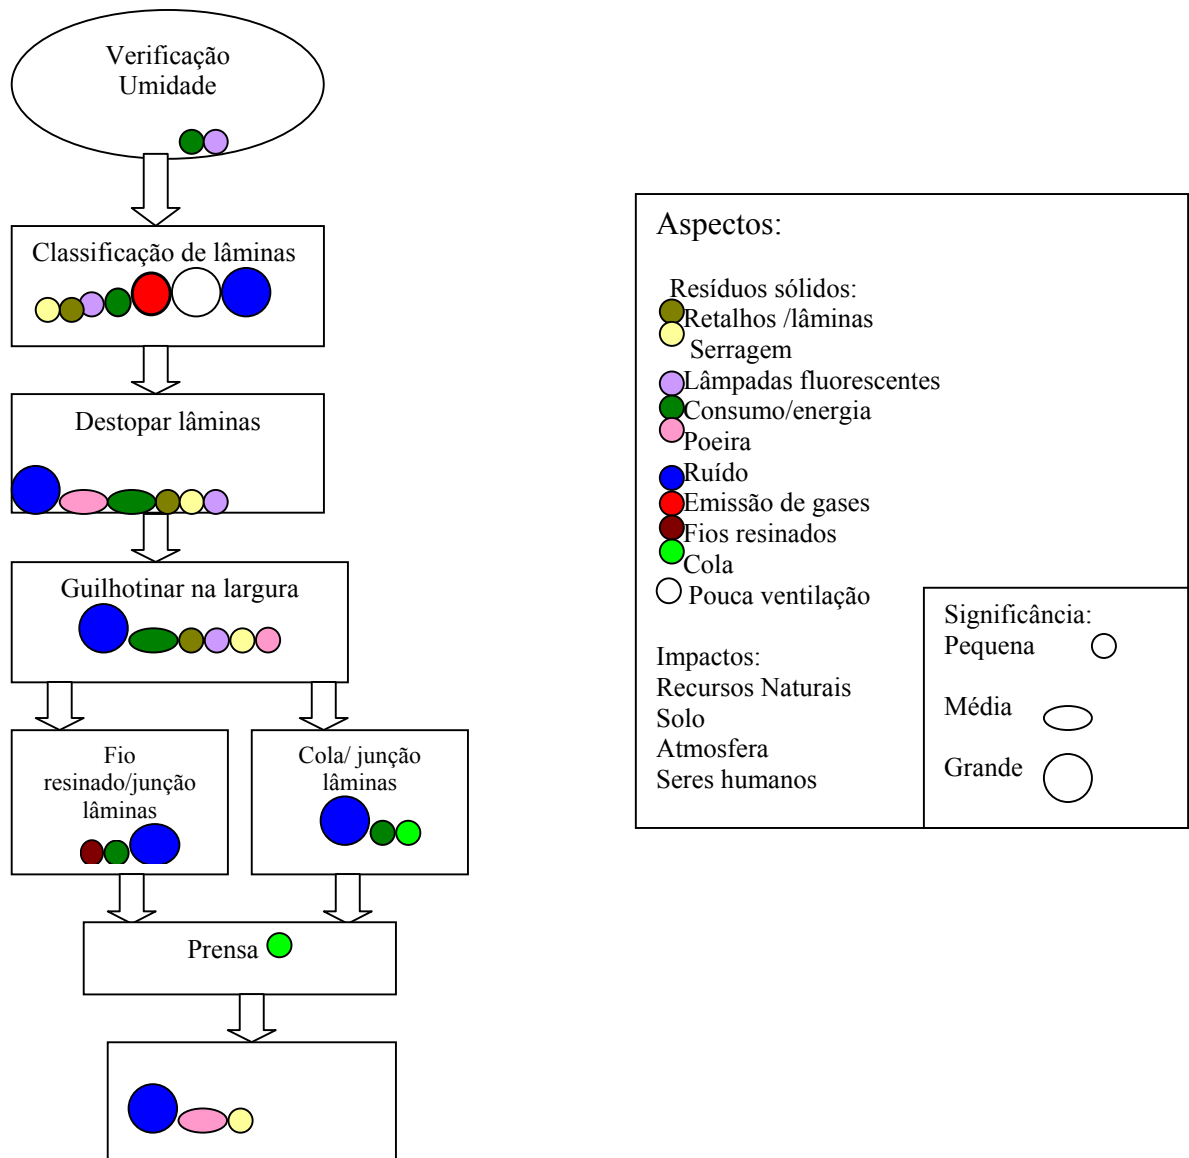 Verificação
Umidade
Classificação de lâminas
Destopar lâminas
Guilhotinar na largura
Fio
resinado/junção
lâminas
Cola/ junção
lâminas
Prensa
Aspectos:
Resíduos sólidos:
Retalhos /lâminas
Serragem
Lâmpadas fluorescentes
Consumo/energia
Poeira
Ruído
Emissão de gases
Fios resinados
Cola
Pouca ventilação
Impactos:
Recursos Naturais
Solo
Atmosfera
Seres humanos
Significância:
Pequena
Média
Grande